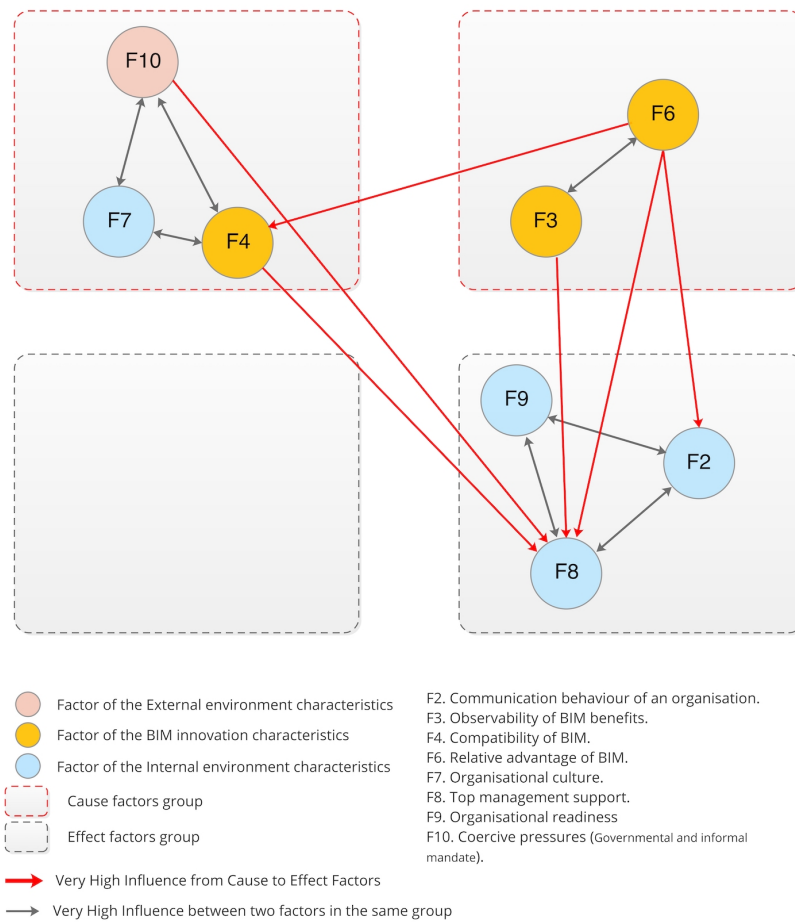 F10
F6
F7
F4
F3
F9
F2
F8
Factor of the External environment characteristics
Factor of the BIM innovation characteristics
Factor of the Internal environment characteristics
Cause factors group
Effect factors group
Very High Influence from Cause to Effect Factors
Very High Influence between two factors in the same group
F2. Communication behaviour of an organisation.
F3. Observability of BIM benefits.
F4. Compatibility of BIM.
F6. Relative advantage of BIM.
F7. Organisational culture.
F8. Top management support.
F9. Organisational readiness
F10. Coercive pressures (Governmental and informal
mandate).